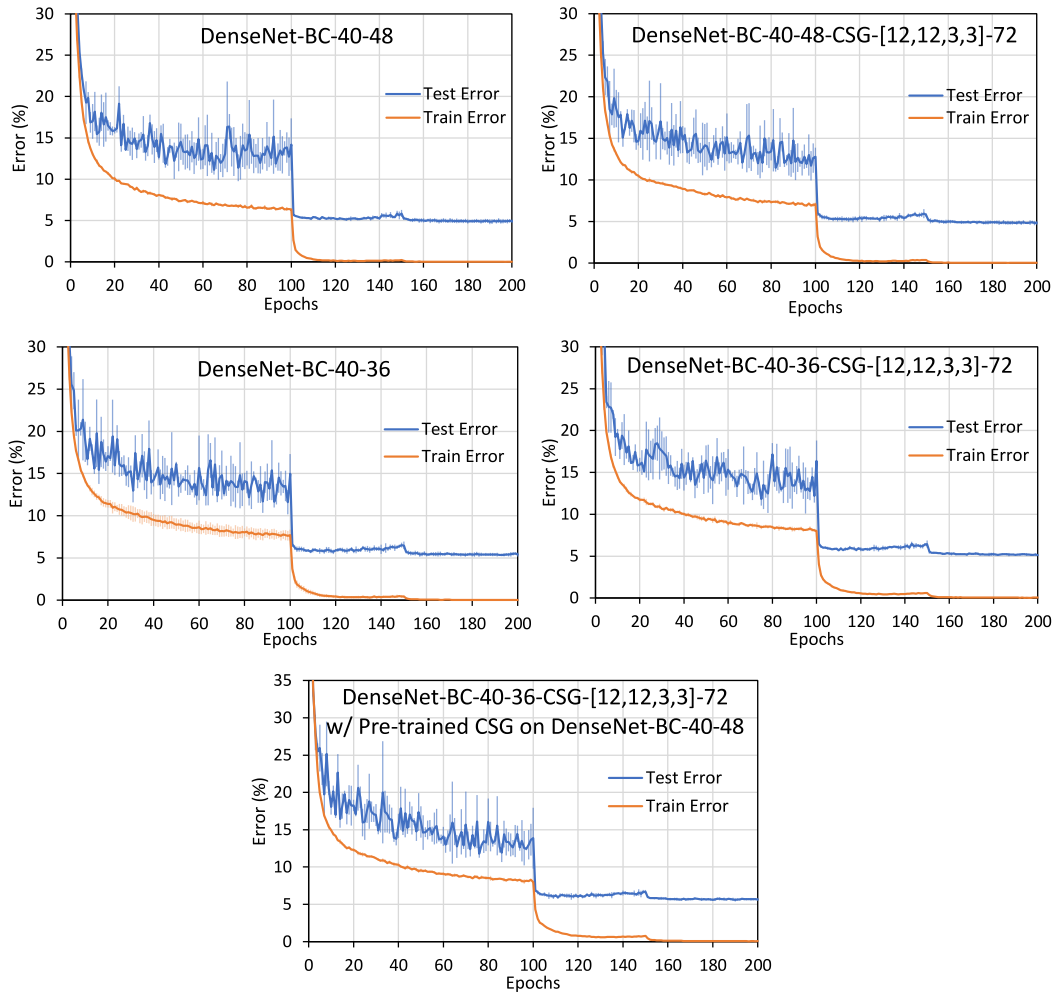 DenseNet-BC-40-48
Error (%)
30
25
20
15
10
5
0
Test Error
Train Error
0 20 40 60 80 100 120 140 160 180 200
Epochs
DenseNet-BC-40-48-CSG-[12,12,3,3]-72
Error (%)
30
25
20
15
10
5
0
Test Error
Train Error
0 20 40 60 80 100 120 140 160 180 200
Epochs
DenseNet-BC-40-36
Error (%)
30
25
20
15
10
5
0
Test Error
Train Error
0 20 40 60 80 100 120 140 160 180 200
Epochs
DenseNet-BC-40-36-CSG-[12,12,3,3]-72
Error (%)
30
25
20
15
10
5
0
Test Error
Train Error
0 20 40 60 80 100 120 140 160 180 200
Epochs
DenseNet-BC-40-36-CSG-[12,12,3,3]-72
w/ Pre-trained CSG on DenseNet-BC-40-48
Error (%)
35
30
25
20
15
10
5
0
Test Error
Train Error
0 20 40 60 80 100 120 140 160 180 200
Epochs